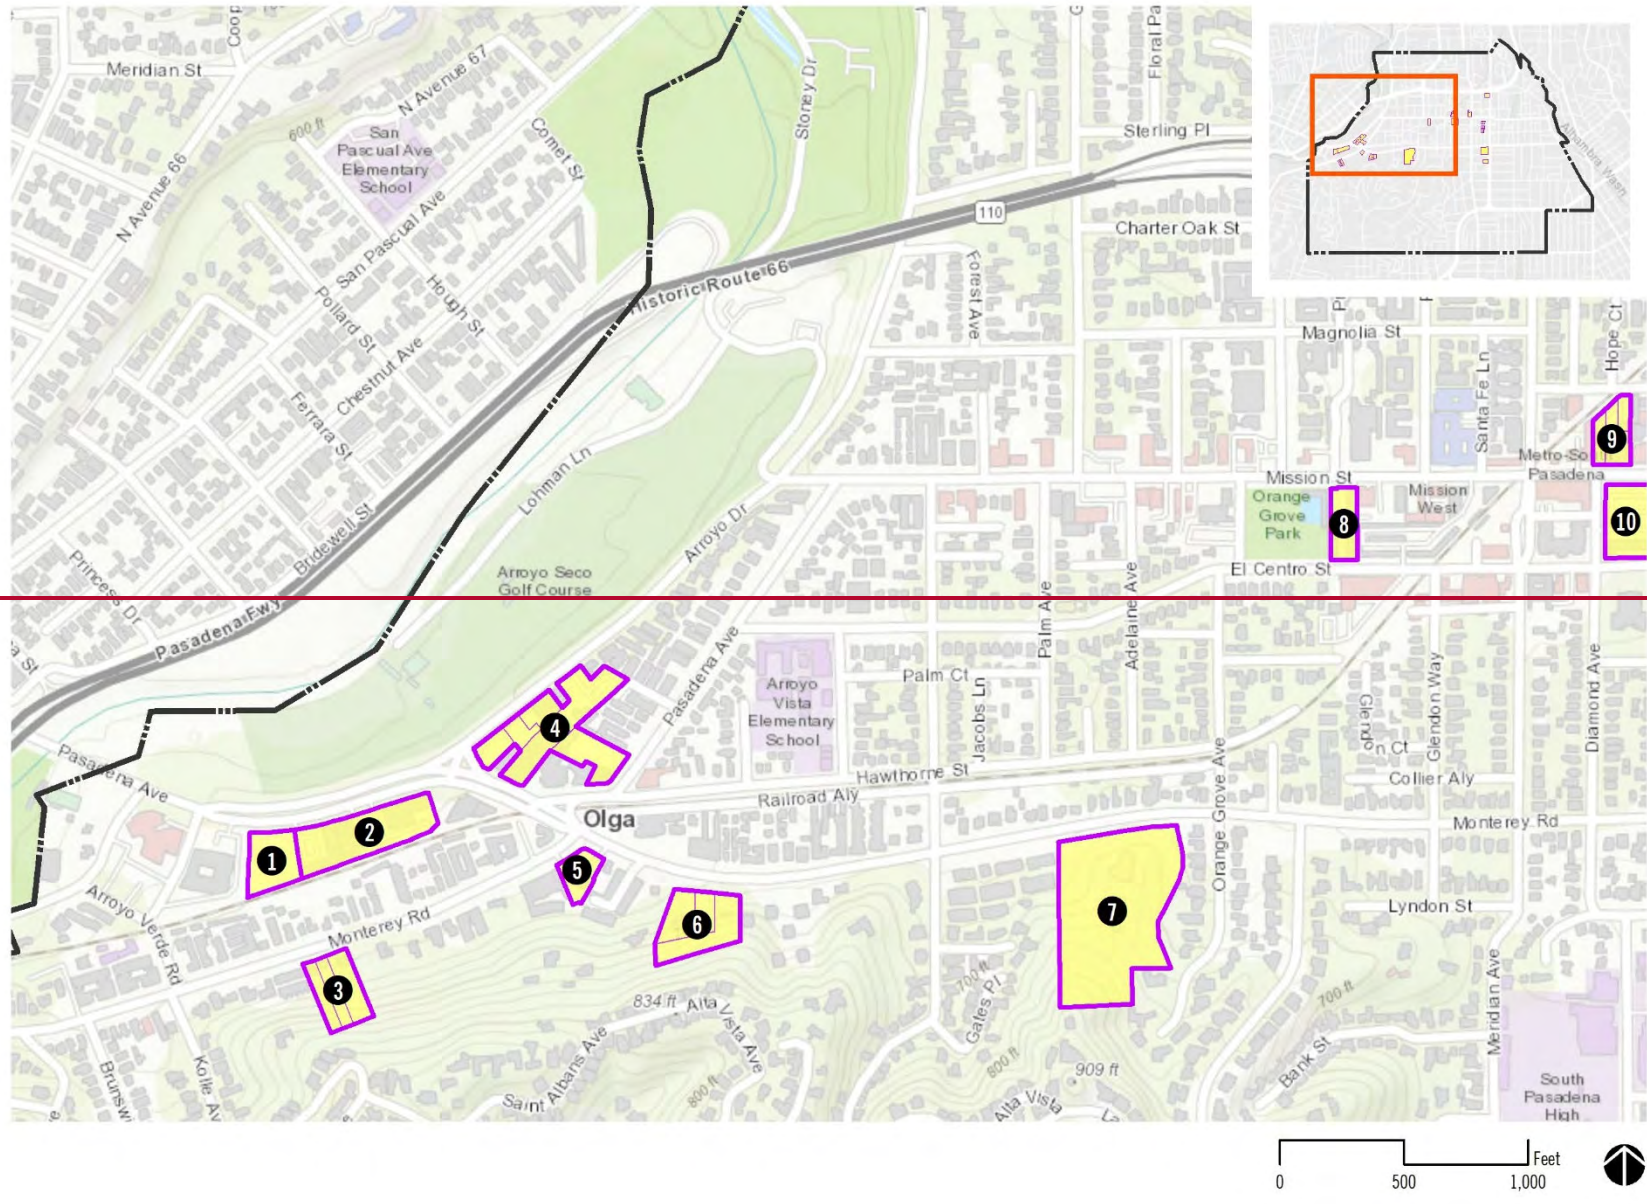 Meridian St
N Avenue 67
N Avenue 66
600 ft
San
Pascual Ave
Elementary
School
Comet St
Stoney Dr
Floral Pa
Sterling Pl
110
Charter Oak St
Historic Route 66
San Pascual Ave
Hough St
Pollard St
Chestnut Ave
Ferrara St
Forest Ave
Alhambra Wash
Magnolia St
Hope Ct
Santa Fe Ln
Lohman Ln
Bridewell St
Princess Dr
Pasadena Fwy
Arroyo Dr
Arroyo Seco
Golf Course
Mission St
Orange
Grove
Park
Mission
West
Metro-So
Pasadena
El Centro St
8
9
10
Palm Ave
Adelaine Ave
Pasadena Ave
Arroyo
Vista
Elementary
School
Palm Ct
Jacobs Ln
Hawthorne St
Railroad Aly
Orange Grove Ave
Glendon Ct
Glendon Way
Diamond Ave
Collier Aly
Monterey Rd
Pasadena Ave
Olga
1
2
3
4
5
6
7
Arroyo Verde Rd
Monterey Rd
Lyndon St
Meridian Ave
834 ft
Alta Vista Ave
Saint Albans Ave
800 ft
700 ft
Gates Pl
800 ft
909 ft
Alta Vista
700 ft
Bank St
Brunsw
Kolle Av
South
Pasadena
High
0
500
1,000
Feet